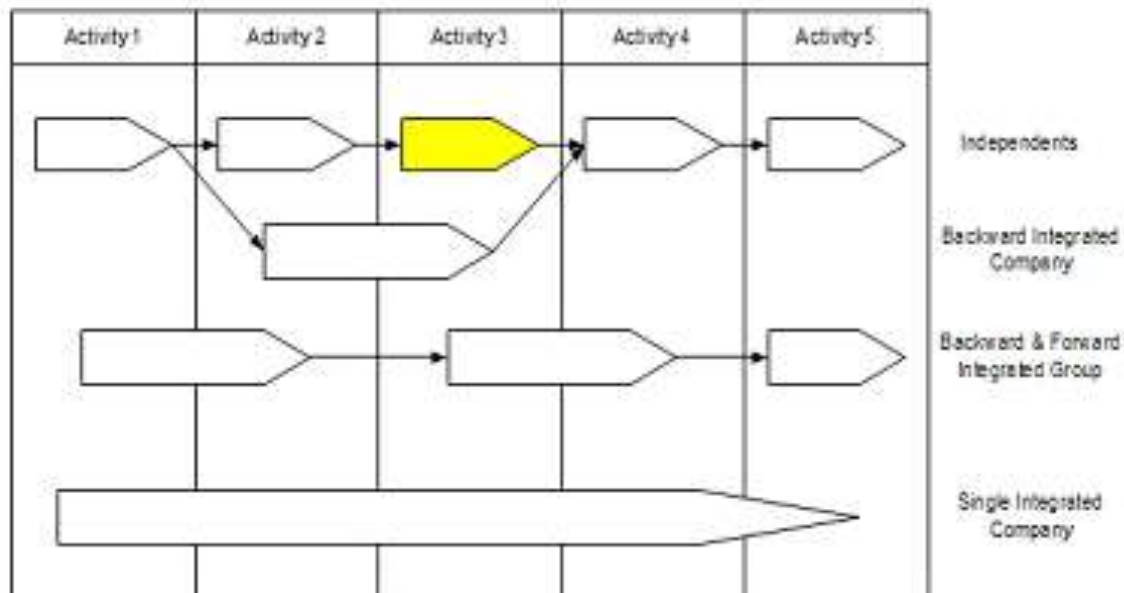 Activity 1
Activity 2
Activity 3
Activity 4
Activity 5
Independents
Backward Integrated
Company
Backward & Forward
Integrated Group
Single Integrated
Company